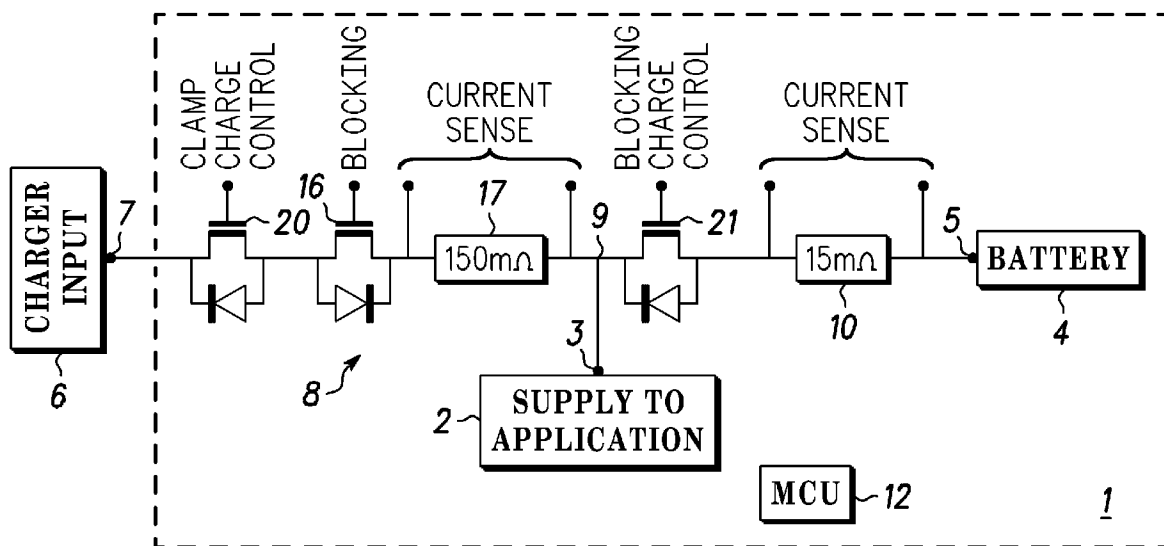 CLAMP
CHARGE
CONTROL
BLOCKING
CURRENT
SENSE
BLOCKING
CHARGE
CONTROL
CURRENT
SENSE
CHARGER
INPUT
6
7
20
16
17
150mΩ
9
21
15mΩ
10
5
BATTERY
4
8
3
2
SUPPLY TO
APPLICATION
MCU
12
1